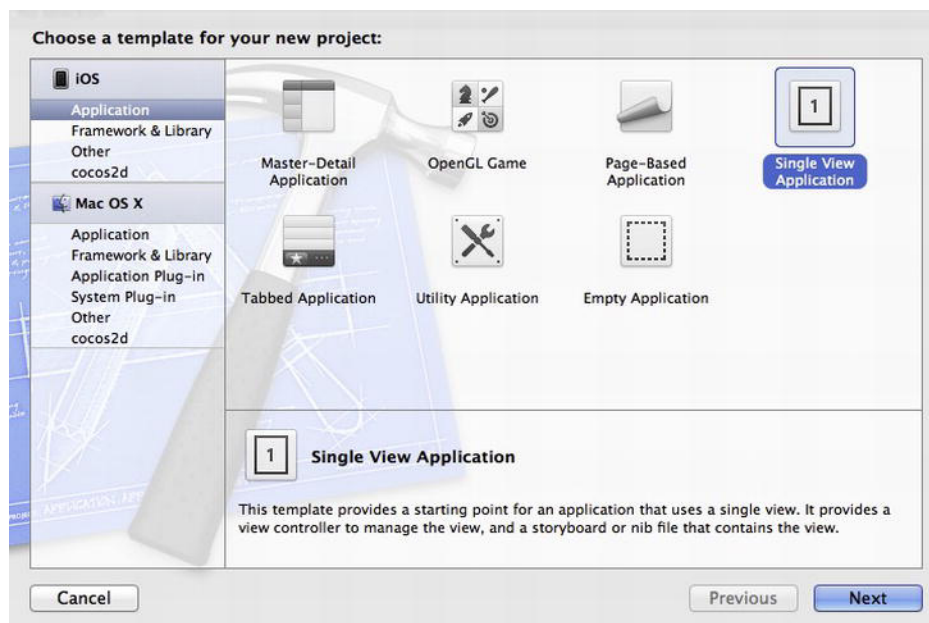 Choose a template for your new project:
iOS
Application
Framework & Library
Other
cocos2d
Mac OS X
Application
Framework & Library
Application Plug-in
System Plug-in
Other
cocos2d
Master-Detail
Application
OpenGL Game
Page-Based
Application
1
Single View
Application
Tabbed Application
Utility Application
Empty Application
1
Single View Application
This template provides a starting point for an application that uses a single view. It provides a
view controller to manage the view, and a storyboard or nib file that contains the view.
Cancel
Previous
Next